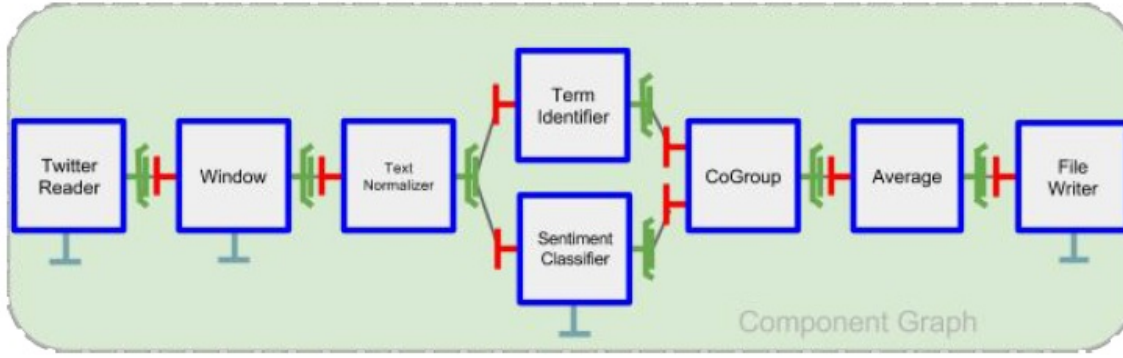 Twitter
Reader
Window
Text
Normalizer
Term
Identifier
Sentiment
Classifier
CoGroup
Average
File
Writer
Component Graph